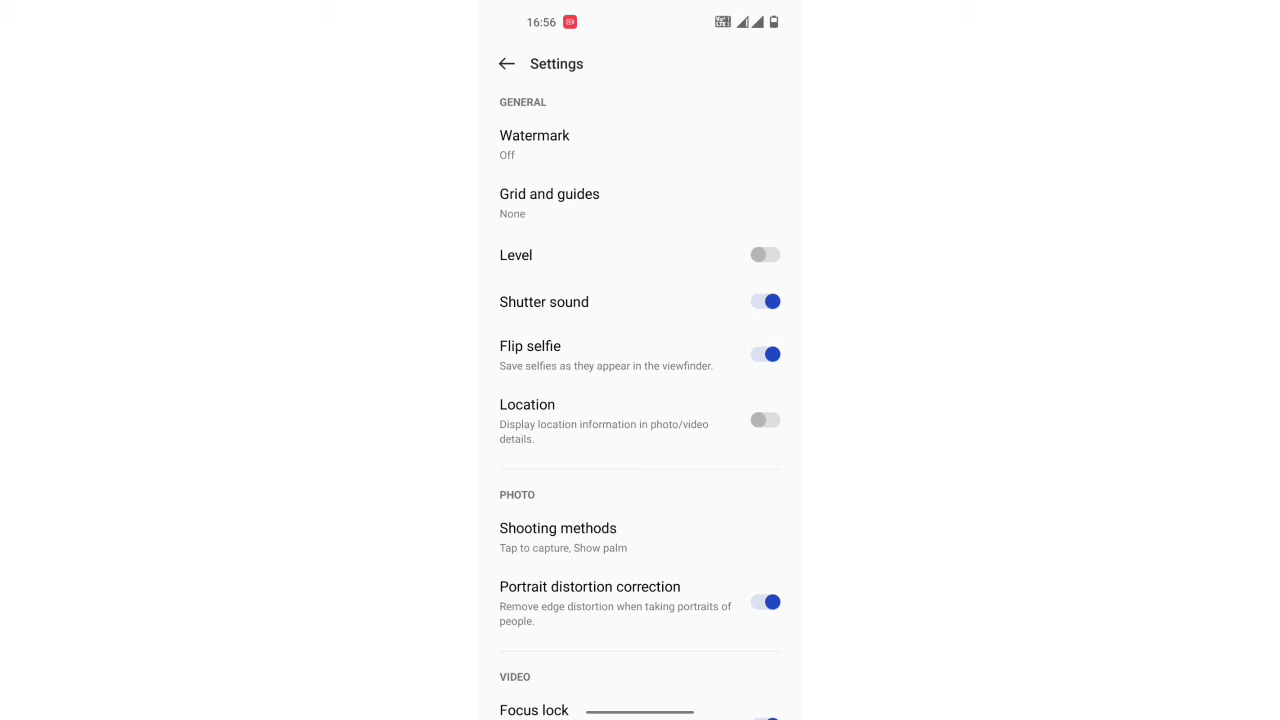 16:56
Settings
GENERAL
Watermark
Off
Grid and guides
None
Level
Shutter sound
Flip selfie
Save selfies as they appear in the viewfinder.
Location
Display location information in photo/video
details.
PHOTO
Shooting methods
Tap to capture, Show palm
Portrait distortion correction
Remove edge distortion when taking portraits of
people.
VIDEO
Focus lock